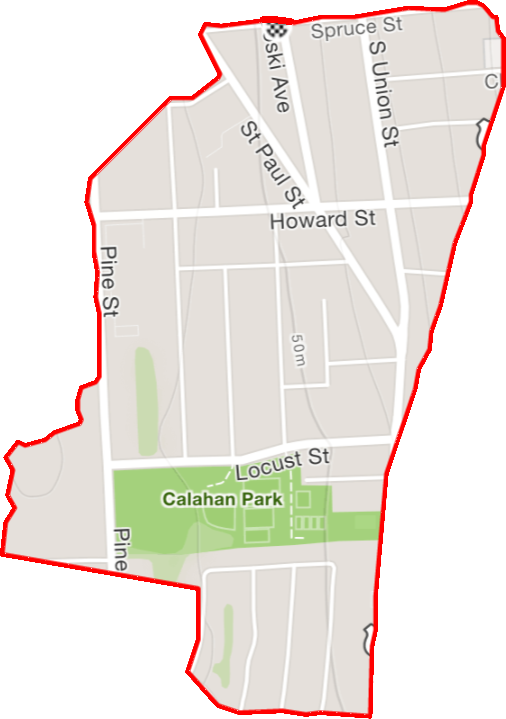 Spruce St
ski Ave
S Union St
C
St Paul St
Howard St
Pine St
50m
Locust St
Calahan Park
Pine